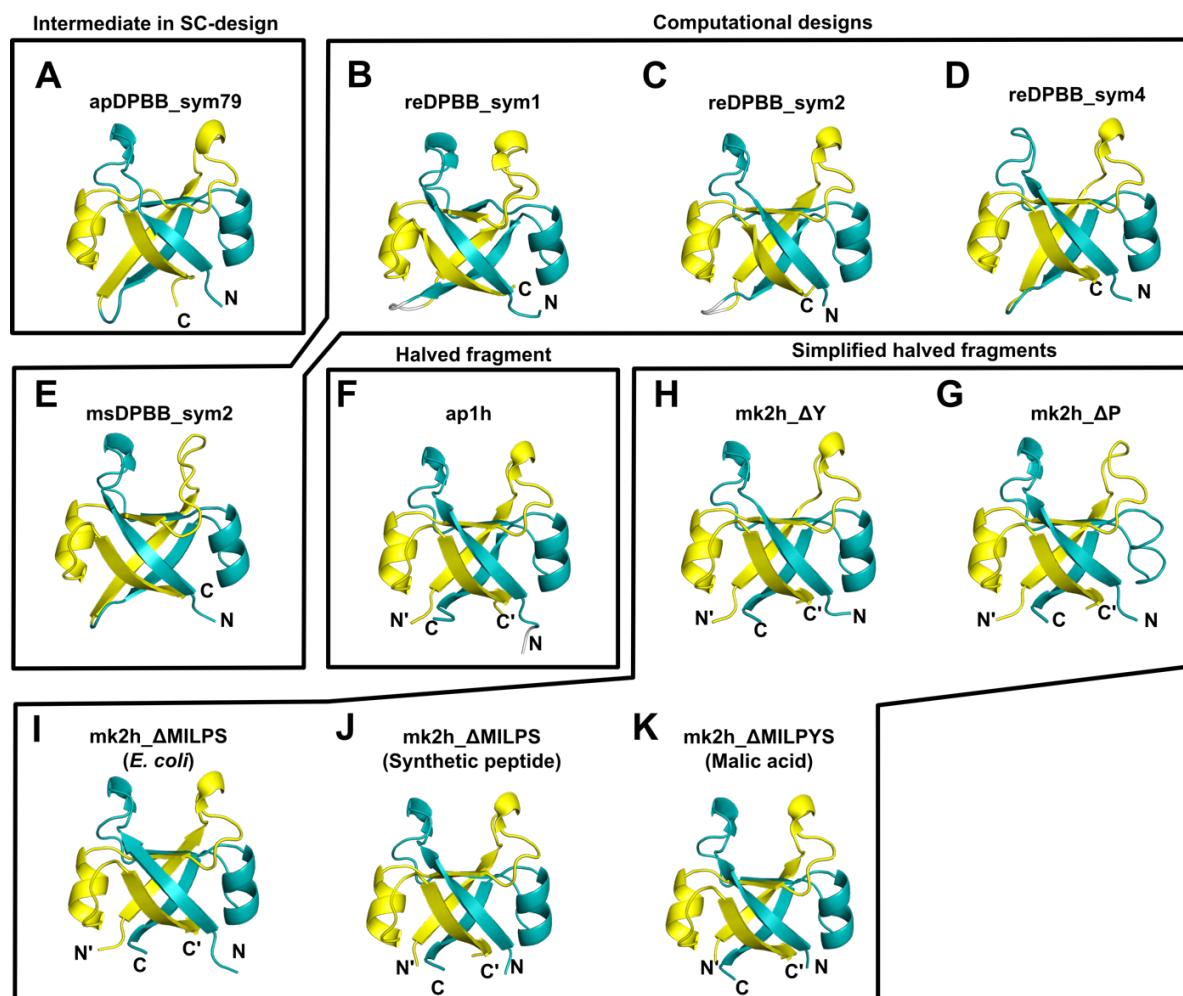 Intermediate in SC-design
Computational designs
A
apDPBB_sym79
C
N
B
reDPBB_sym1
C
N
C
reDPBB_sym2
C
N
D
reDPBB_sym4
C
N
E
msDPBB_sym2
C
N
Halved fragment
F
ap1h
N'
C
C'
N
Simplified halved fragments
H
mk2h_ΔY
N'
C
C'
N
G
mk2h_ΔP
N'
C
C'
N
I
mk2h_ΔMILPS
(E. coli)
N'
C
C'
N
J
mk2h_ΔMILPS
(Synthetic peptide)
N'
C
C'
N
K
mk2h_ΔMILPYS
(Malic acid)
N'
C
C'
N